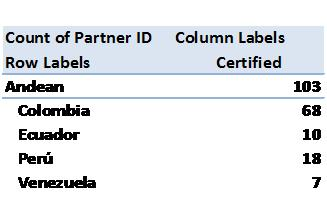 Count of Partner ID Column Labels
Row Labels Certified
Andean 103
Colombia 68
Ecuador 10
Perú 18
Venezuela 7